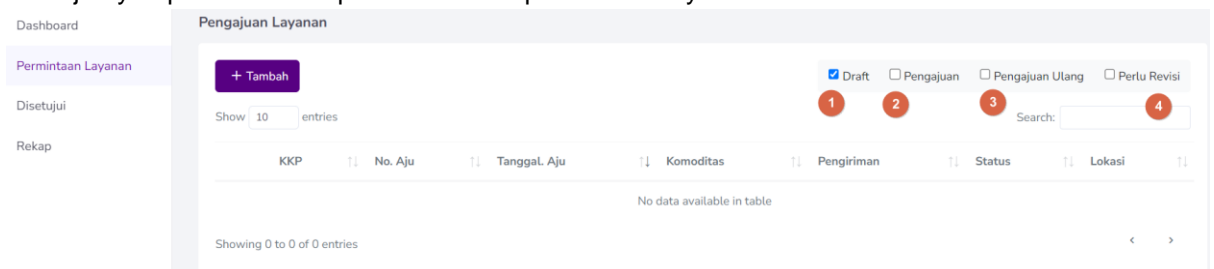 Dashboard
Permintaan Layanan
Disetujui
Rekap
Pengajuan Layanan
+ Tambah
Draft Pengajuan Pengajuan Ulang Perlu Revisi
1 2 3 4
Show 10 entries
Search:
KKP No. Aju Tanggal. Aju Komoditas Pengiriman Status Lokasi
No data available in table
Showing 0 to 0 of 0 entries
< >